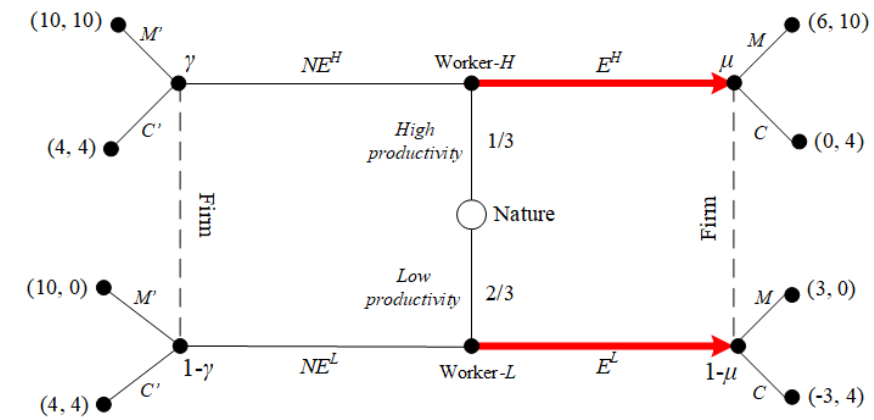 (10, 10)
(6, 10)
M'
γ
NE^H
Worker-H
E^H
μ
M
C'
C
(4, 4)
High
productivity
1/3
(0, 4)
Firm
Nature
Firm
(10, 0)
Low
productivity
2/3
(3, 0)
M'
M
C'
1-γ
NE^L
Worker-L
E^L
1-μ
C
(4, 4)
(-3, 4)